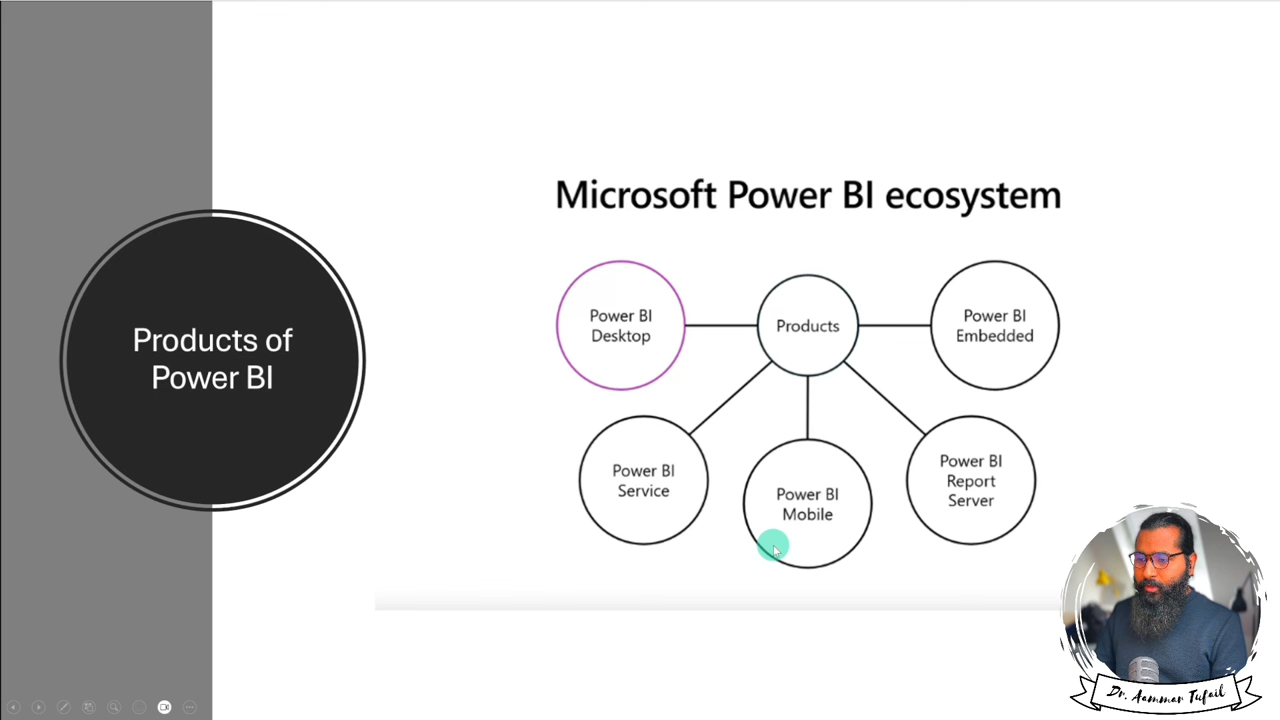 Products of
Power BI
Microsoft Power BI ecosystem
Power BI
Desktop
Products
Power BI
Embedded
Power BI
Service
Power BI
Mobile
Power BI
Report
Server
Dr. Aammar Tufail